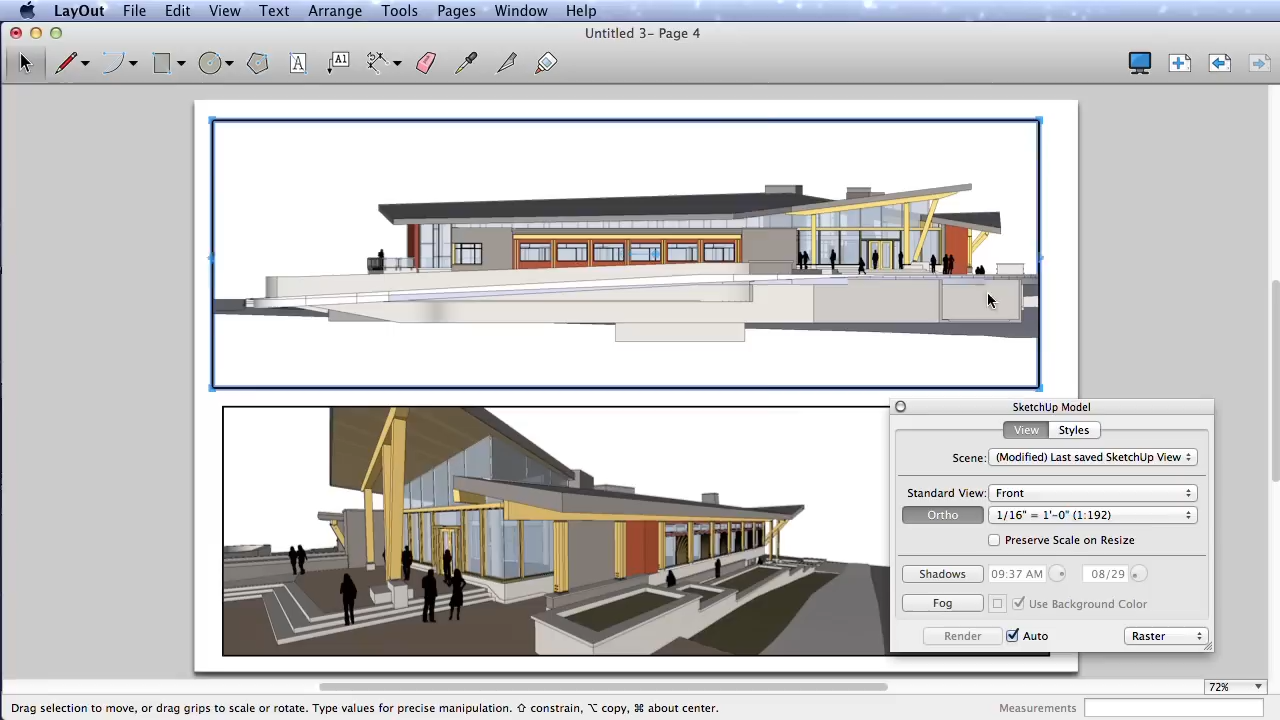 LayOut File Edit View Text Arrange Tools Pages Window Help
Untitled 3– Page 4
A
A1
SketchUp Model
View Styles
Scene: (Modified) Last saved SketchUp View
Standard View: Front
Ortho 1/16" = 1'-0" (1:192)
Preserve Scale on Resize
Shadows 09:37 AM 08/29
Fog Use Background Color
Render Auto Raster
72%
Drag selection to move, or drag grips to scale or rotate. Type values for precise manipulation. ⇧ constrain, ⌥ copy, ⌘ about center. Measurements